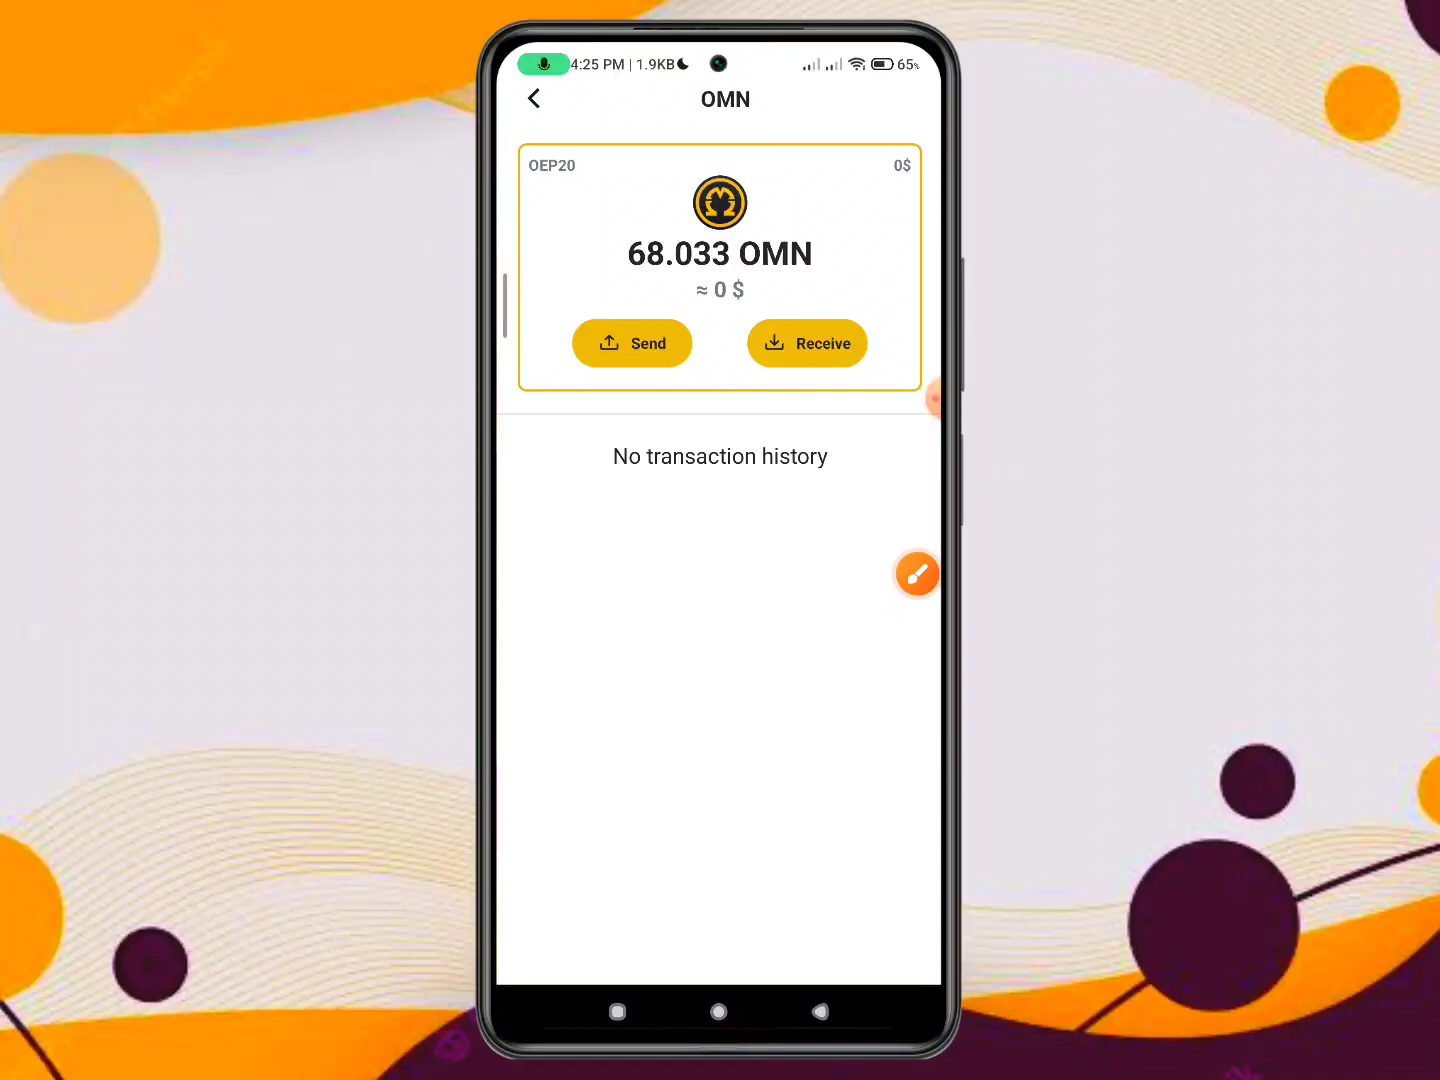 4:25 PM | 1.9KB
65%
OMN
OEP20
0$
68.033 OMN
≈ 0 $
Send
Receive
No transaction history